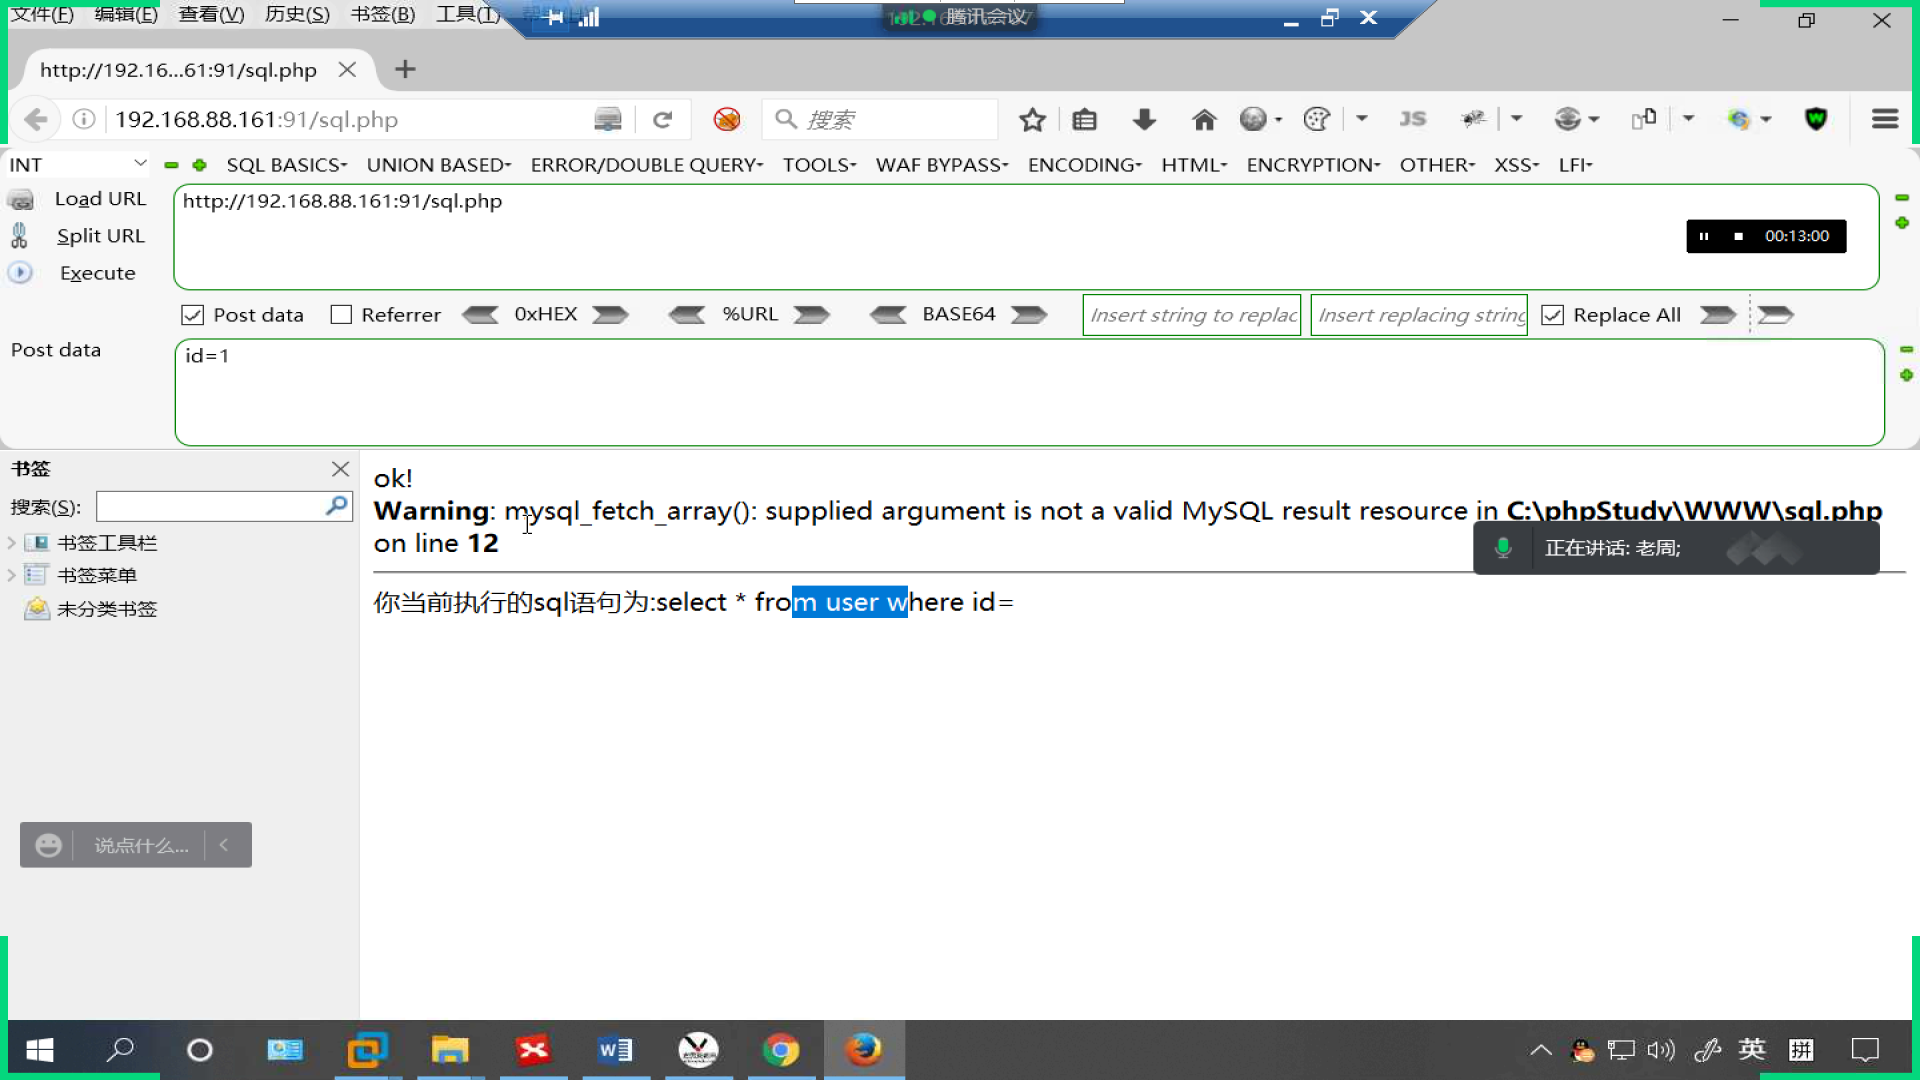 文件(F) 编辑(E) 查看(V) 历史(S) 书签(B) 工具(T)
腾讯会议
http://192.16...61:91/sql.php
192.168.88.161:91/sql.php
搜索
JS
INT
SQL BASICS
UNION BASED
ERROR/DOUBLE QUERY
TOOLS
WAF BYPASS
ENCODING
HTML
ENCRYPTION
OTHER
XSS
LFI
Load URL
http://192.168.88.161:91/sql.php
Split URL
00:13:00
Execute
Post data
Referrer
0xHEX
%URL
BASE64
Insert string to replac
Insert replacing string
Replace All
Post data
id=1
书签
搜索(S):
书签工具栏
书签菜单
未分类书签
ok!
Warning: mysql_fetch_array(): supplied argument is not a valid MySQL result resource in C:\phpStudy\WWW\sql.php
on line 12
正在讲话: 老周;
你当前执行的sql语句为:select * from user where id=
说点什么...
英
拼